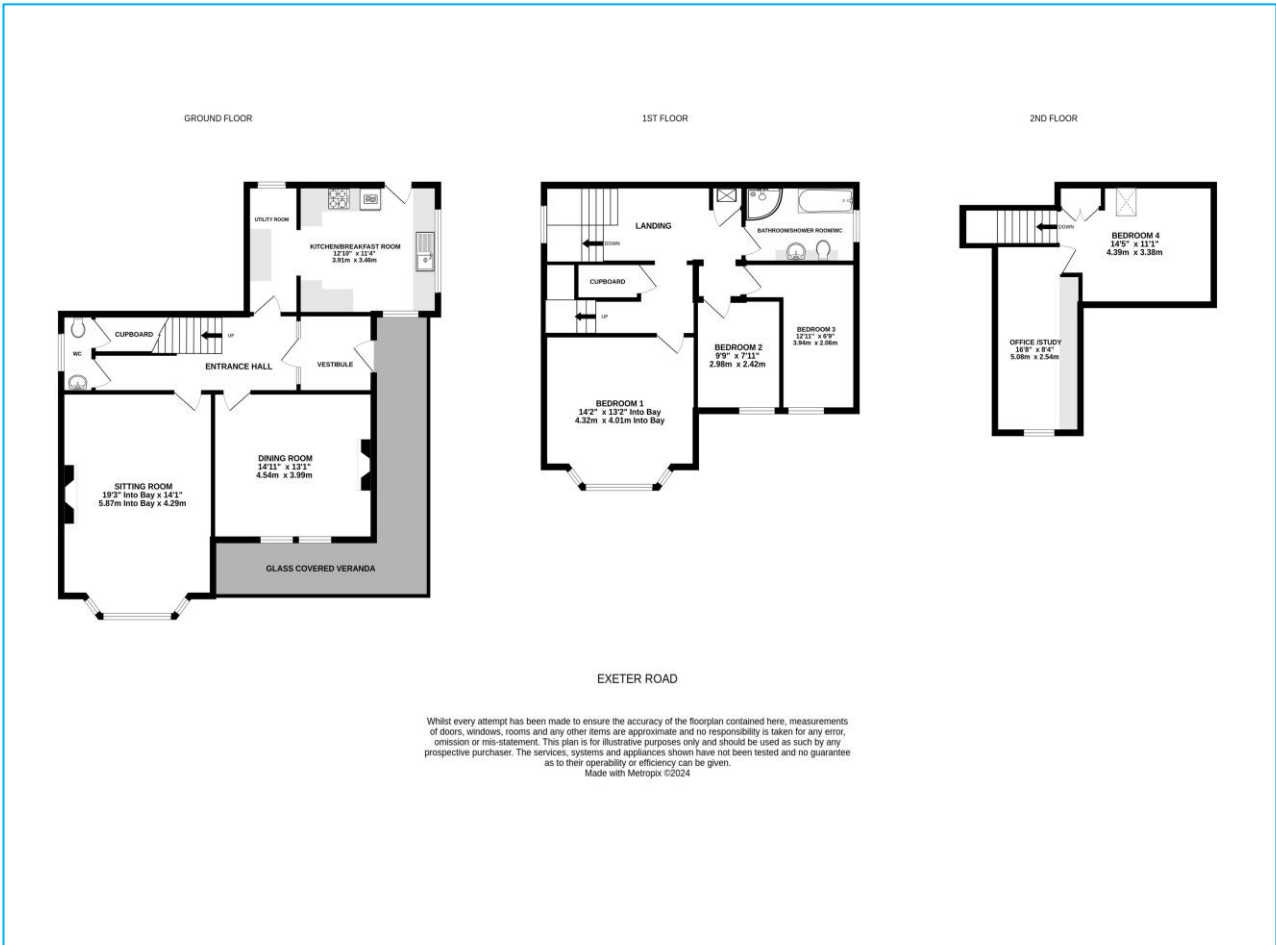 GROUND FLOOR
UTILITY ROOM
KITCHEN/BREAKFAST ROOM
12'10" x 11'4"
3.91m x 3.46m
CUPBOARD
UP
WC
ENTRANCE HALL
VESTIBULE
SITTING ROOM
19'3" Into Bay x 14'1"
5.87m Into Bay x 4.29m
DINING ROOM
14'11" x 13'1"
4.54m x 3.99m
GLASS COVERED VERANDA
1ST FLOOR
LANDING
DOWN
BATHROOM/SHOWER ROOM/WC
CUPBOARD
UP
BEDROOM 1
14'2" x 13'2" Into Bay
4.32m x 4.01m Into Bay
BEDROOM 2
9'9" x 7'11"
2.98m x 2.42m
BEDROOM 3
12'11" x 6'9"
3.94m x 2.06m
2ND FLOOR
DOWN
BEDROOM 4
14'5" x 11'1"
4.39m x 3.38m
OFFICE /STUDY
16'8" x 8'4"
5.08m x 2.54m
EXETER ROAD
Whilst every attempt has been made to ensure the accuracy of the floorplan contained here, measurements
of doors, windows, rooms and any other items are approximate and no responsibility is taken for any error,
omission or mis-statement. This plan is for illustrative purposes only and should be used as such by any
prospective purchaser. The services, systems and appliances shown have not been tested and no guarantee
as to their operability or efficiency can be given.
Made with Metropix ©2024